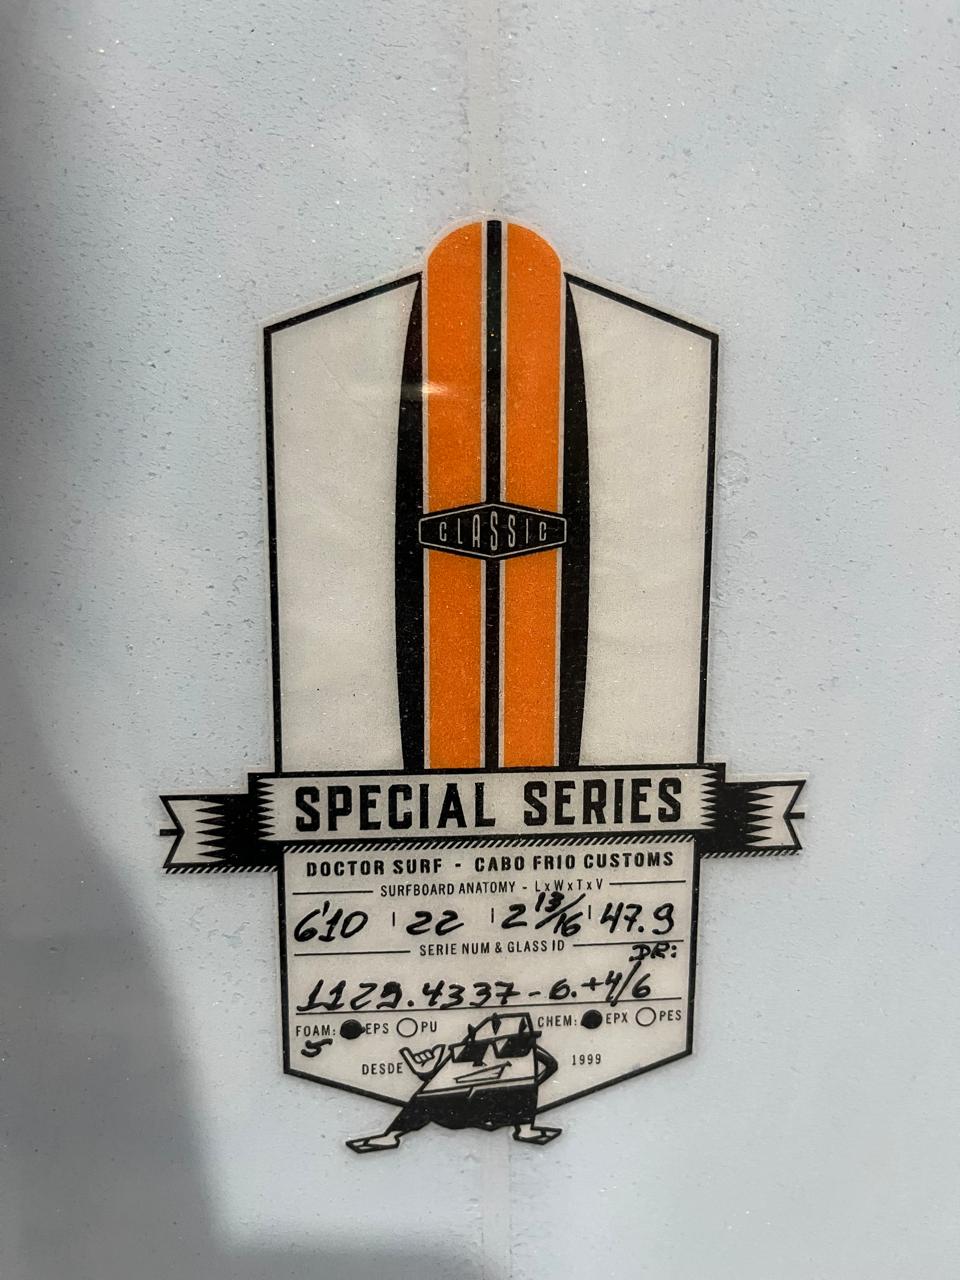 CLASSIC
SPECIAL SERIES
DOCTOR SURF - CABO FRIO CUSTOMS
SURFBOARD ANATOMY - LxWxTxV
6'10 | 22 | 2 13/16 | 47.9
SERIE NUM & GLASS ID
DR:
1129.4337-6.+4/6
FOAM: EPS PU CHEM: EPX PES
5
DESDE 1999